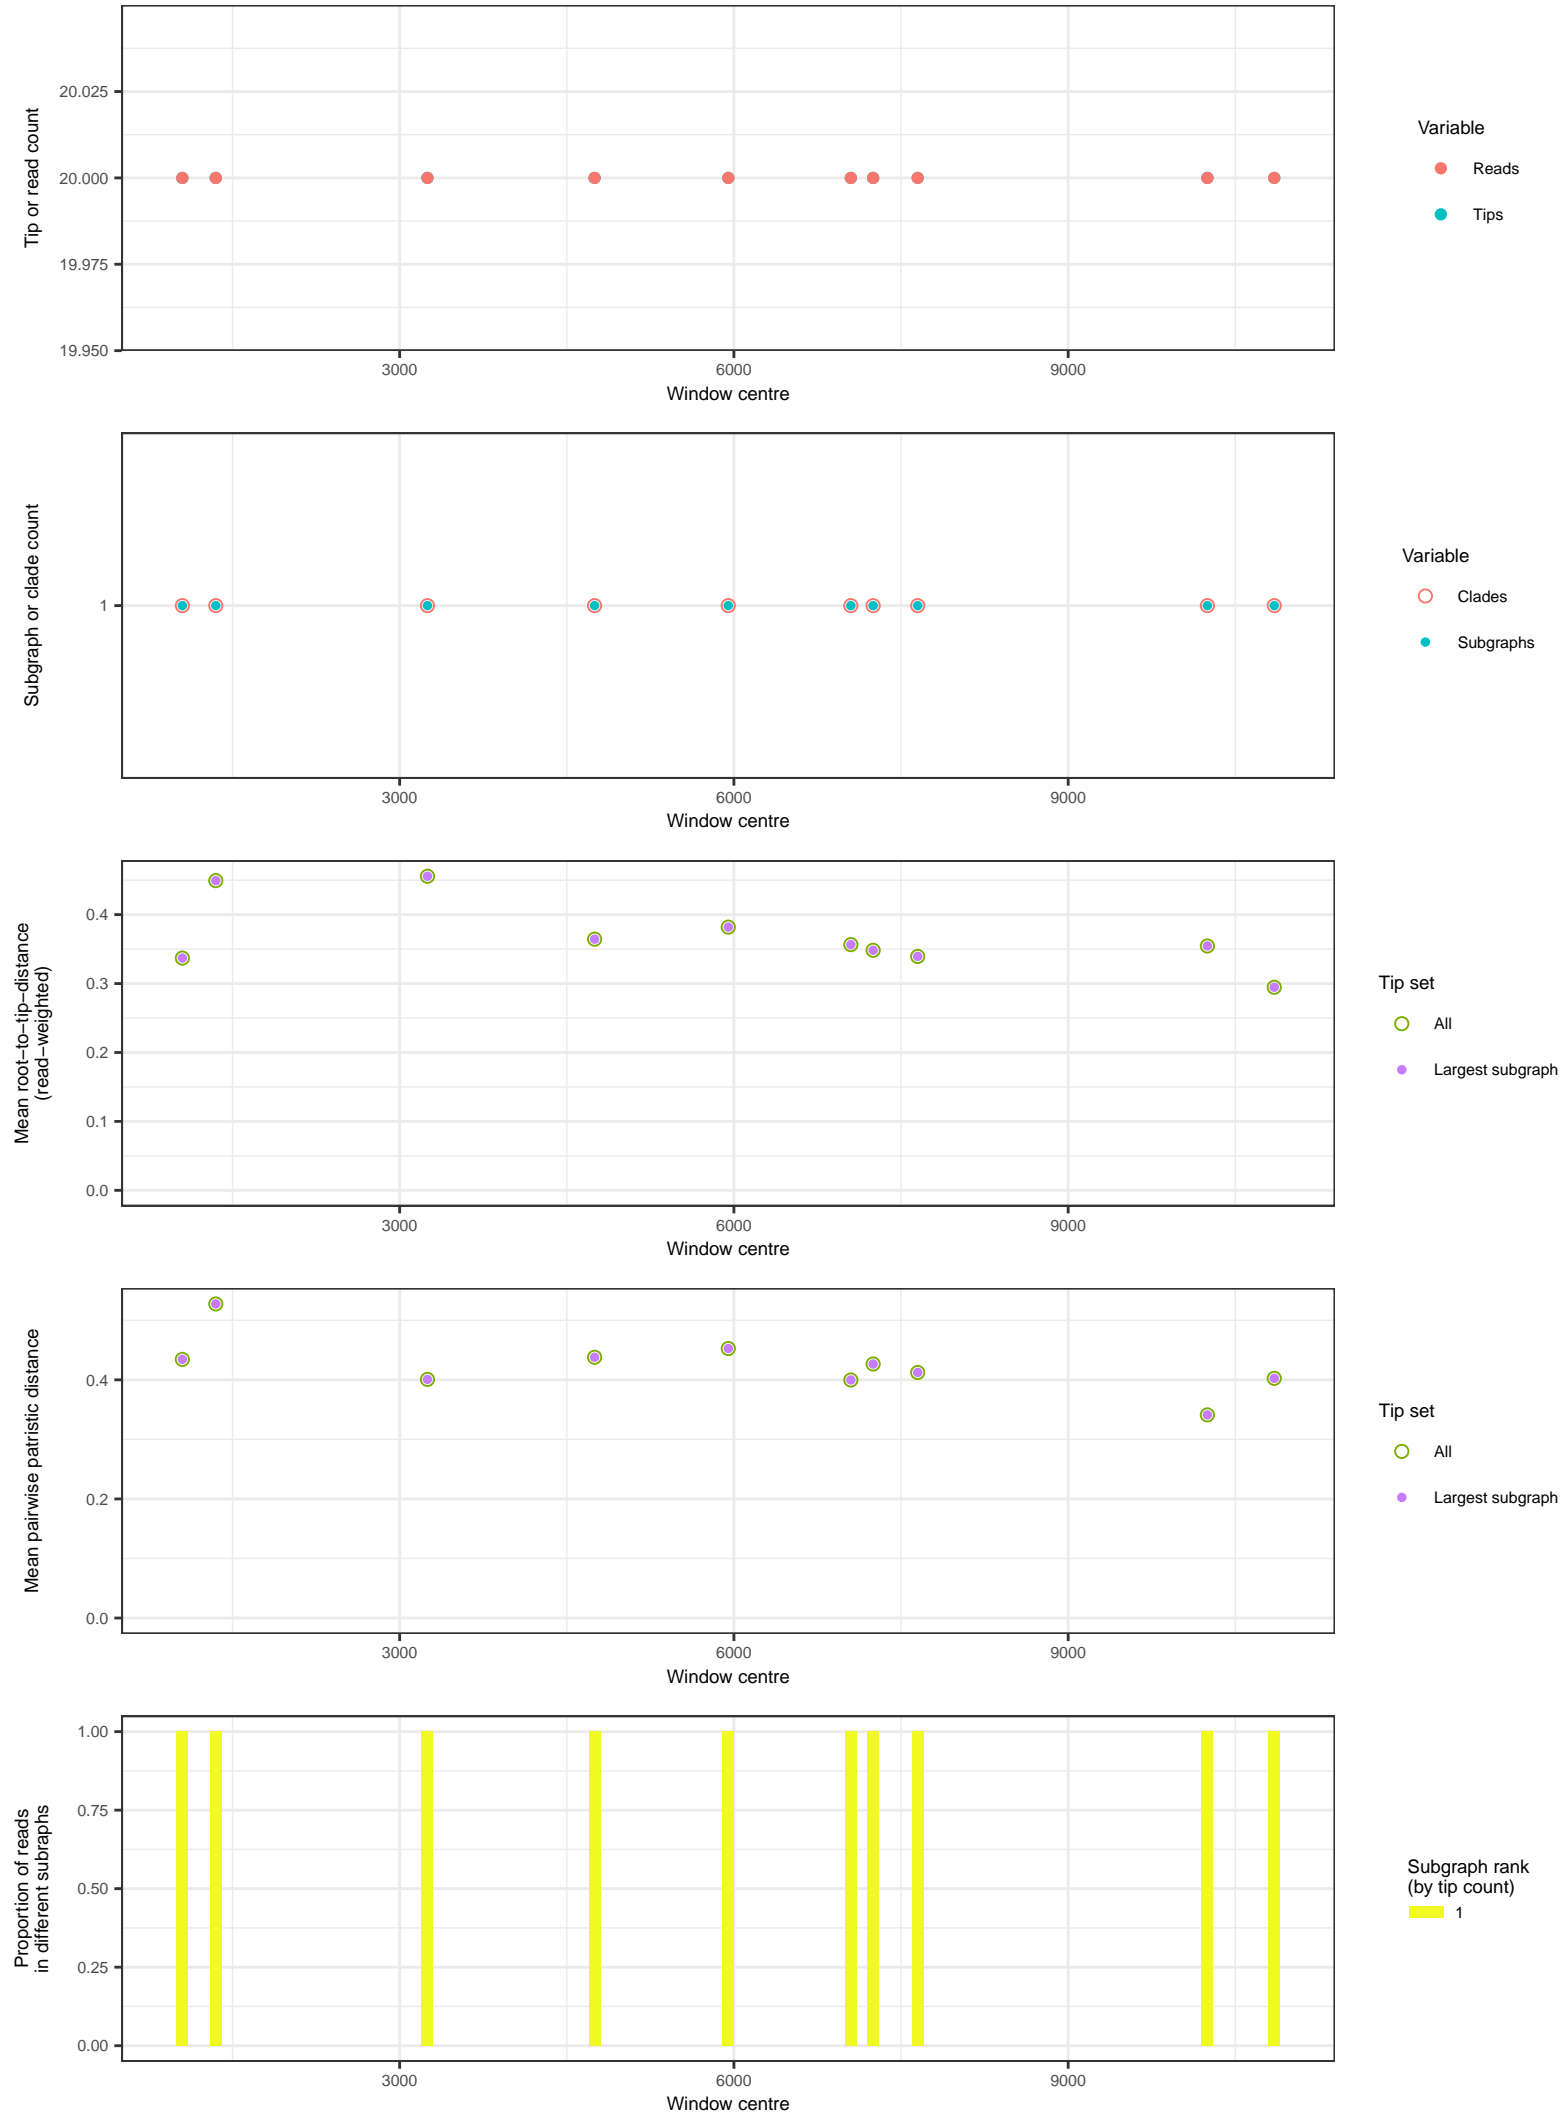 Tip or read count
20.025
20.000
19.975
19.950
3000
6000
9000
Window centre
Variable
Reads
Tips
Subgraph or clade count
1
3000
6000
9000
Window centre
Variable
Clades
Subgraphs
Mean root−to−tip−distance
(read−weighted)
0.4
0.3
0.2
0.1
0.0
3000
6000
9000
Window centre
Tip set
All
Largest subgraph
Mean pairwise patristic distance
0.4
0.2
0.0
3000
6000
9000
Window centre
Tip set
All
Largest subgraph
Proportion of reads
in different subraphs
1.00
0.75
0.50
0.25
0.00
3000
6000
9000
Window centre
Subgraph rank
(by tip count)
1